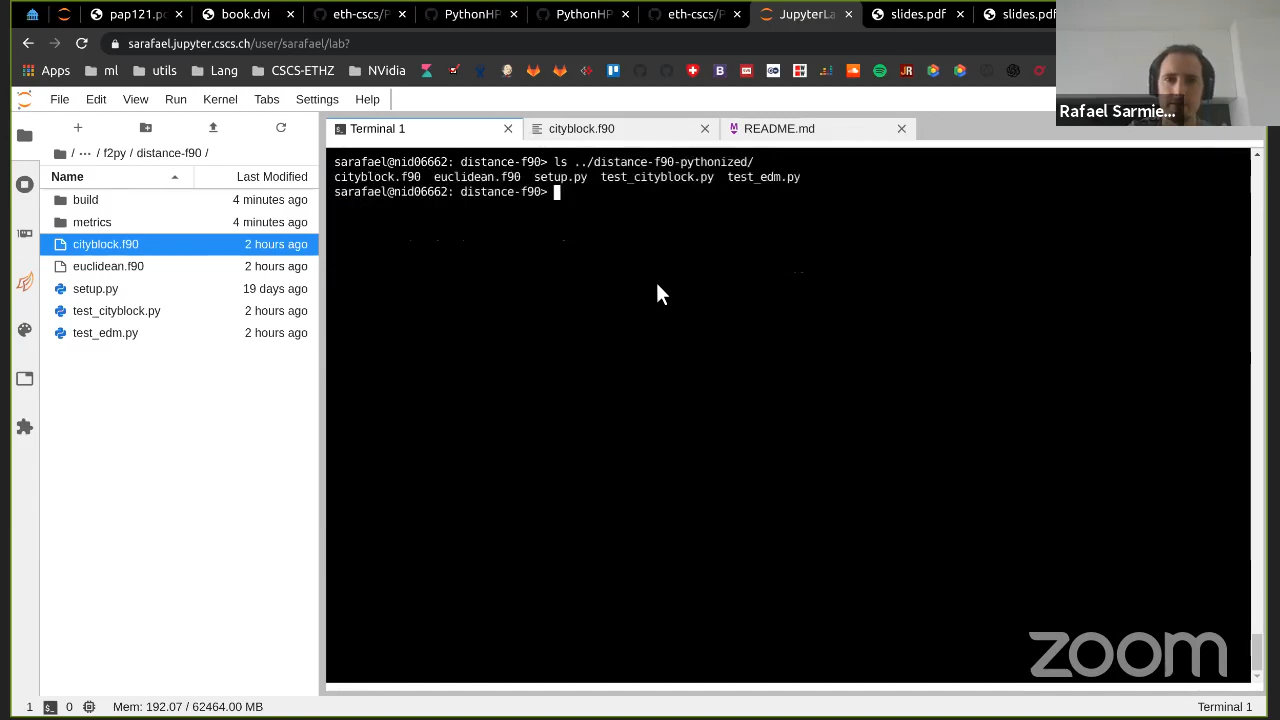 pap121.p
book.dvi
eth-cscs/P
PythonHP
PythonHP
eth-cscs/P
JupyterLa
slides.pdf
slides.pdf
sarafael.jupyter.cscs.ch/user/sarafael/lab?
Apps
ml
utils
Lang
CSCS-ETHZ
NVidia
JR
Rafael Sarmie...
File Edit View Run Kernel Tabs Settings Help
Terminal 1
cityblock.f90
README.md
/ ··· / f2py / distance-f90 /
Name
Last Modified
build 4 minutes ago
metrics 4 minutes ago
cityblock.f90 2 hours ago
euclidean.f90 2 hours ago
setup.py 19 days ago
test_cityblock.py 2 hours ago
test_edm.py 2 hours ago
sarafael@nid06662: distance-f90> ls ../distance-f90-pythonized/
cityblock.f90 euclidean.f90 setup.py test_cityblock.py test_edm.py
sarafael@nid06662: distance-f90>
zoom
1 0 Mem: 192.07 / 62464.00 MB
Terminal 1